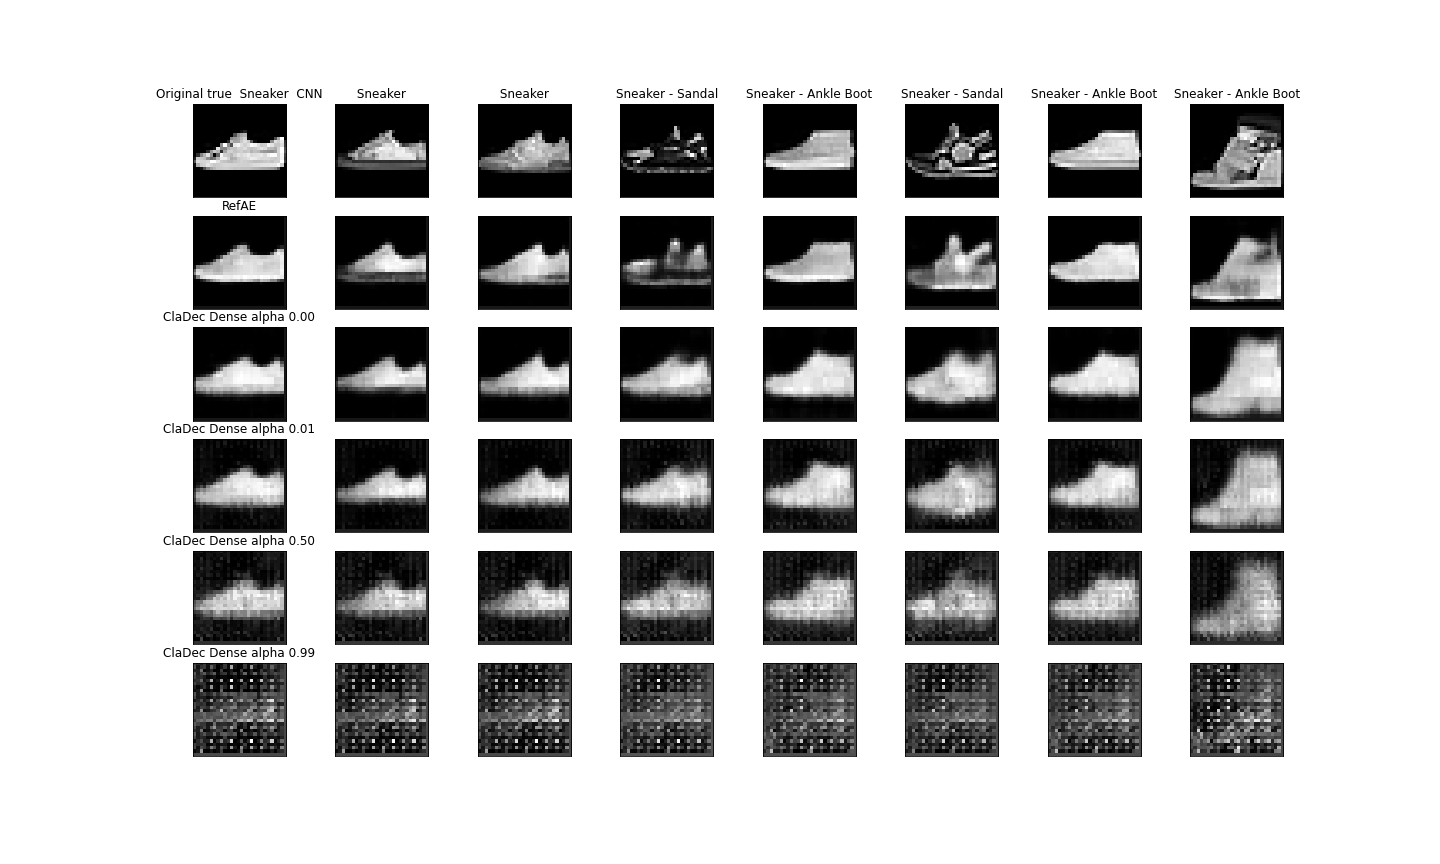 Original true Sneaker CNN
Sneaker
Sneaker
Sneaker - Sandal
Sneaker - Ankle Boot
Sneaker - Sandal
Sneaker - Ankle Boot
Sneaker - Ankle Boot
RefAE
ClaDec Dense alpha 0.00
ClaDec Dense alpha 0.01
ClaDec Dense alpha 0.50
ClaDec Dense alpha 0.99